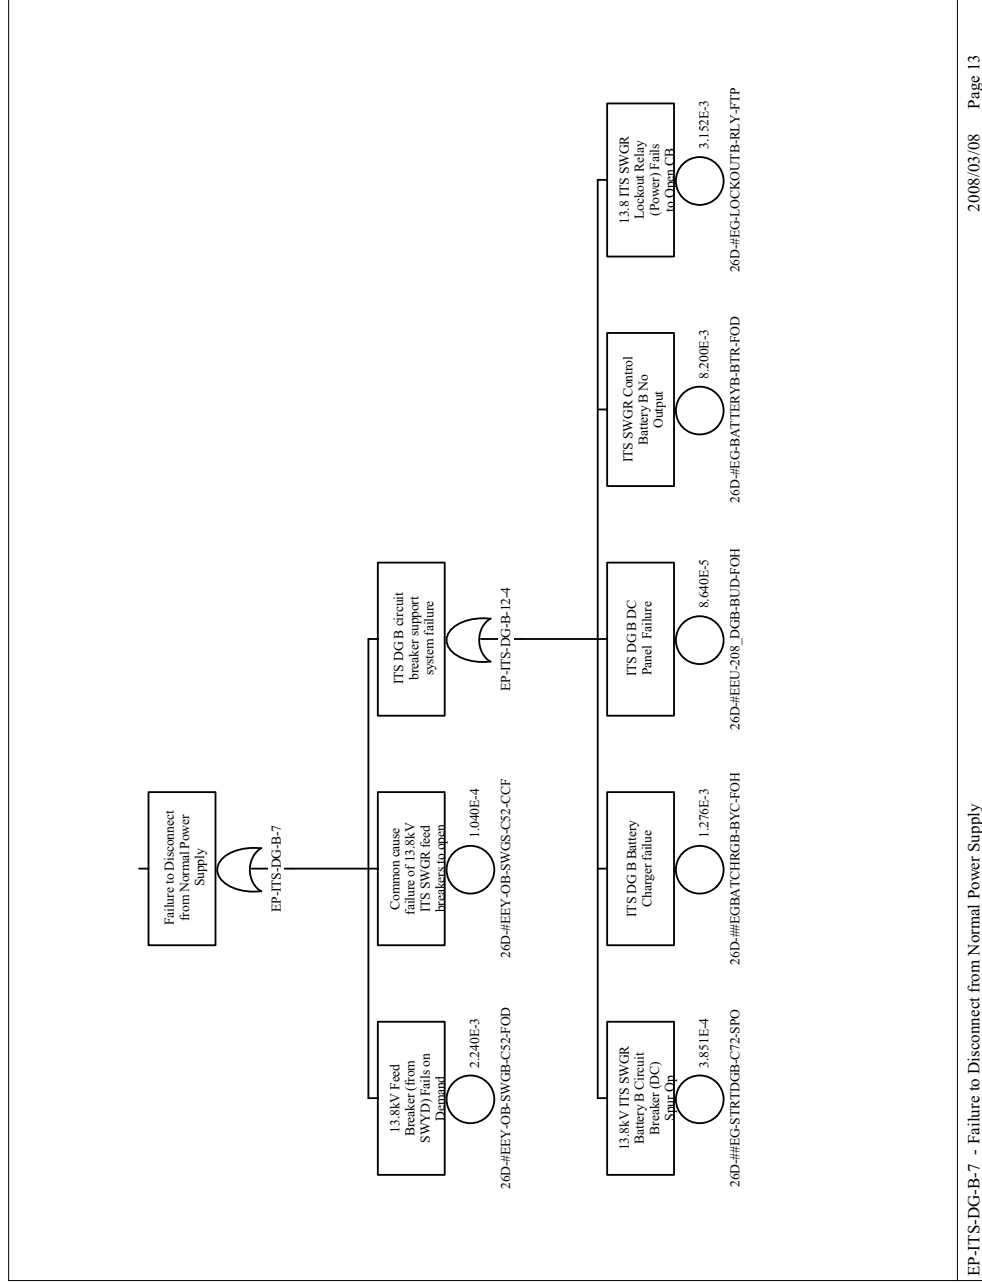 Failure to Disconnect
from Normal Power
Supply
EP-ITS-DG-B-7
13.8kV Feed
Breaker (from
SWYD) Fails on
Demand
2.240E-3
26D-#EEY-OB-SWGB-C52-FOD
Common cause
failure of 13.8kV
ITS SWGR feed
breakers to open
1.040E-4
26D-#EEY-OB-SWGS-C52-CCF
ITS DG B circuit
breaker support
system failure
EP-ITS-DG-B-12-4
13.8kV ITS SWGR
Battery B Circuit
Breaker (DC)
Spur Op
3.851E-4
26D-##EG-STRTDGB-C72-SPO
ITS DG B Battery
Charger failue
1.276E-3
26D-##EGBATCHRGB-BYC-FOH
ITS DG B DC
Panel Failure
8.640E-5
26D-#EEU-208_DGB-BUD-FOH
ITS SWGR Control
Battery B No
Output
8.200E-3
26D-#EG-BATTERYB-BTR-FOD
13.8 ITS SWGR
Lockout Relay
(Power) Fails
to Open CB
3.152E-3
26D-#EG-LOCKOUTB-RLY-FTP
EP-ITS-DG-B-7 - Failure to Disconnect from Normal Power Supply
2008/03/08 Page 13